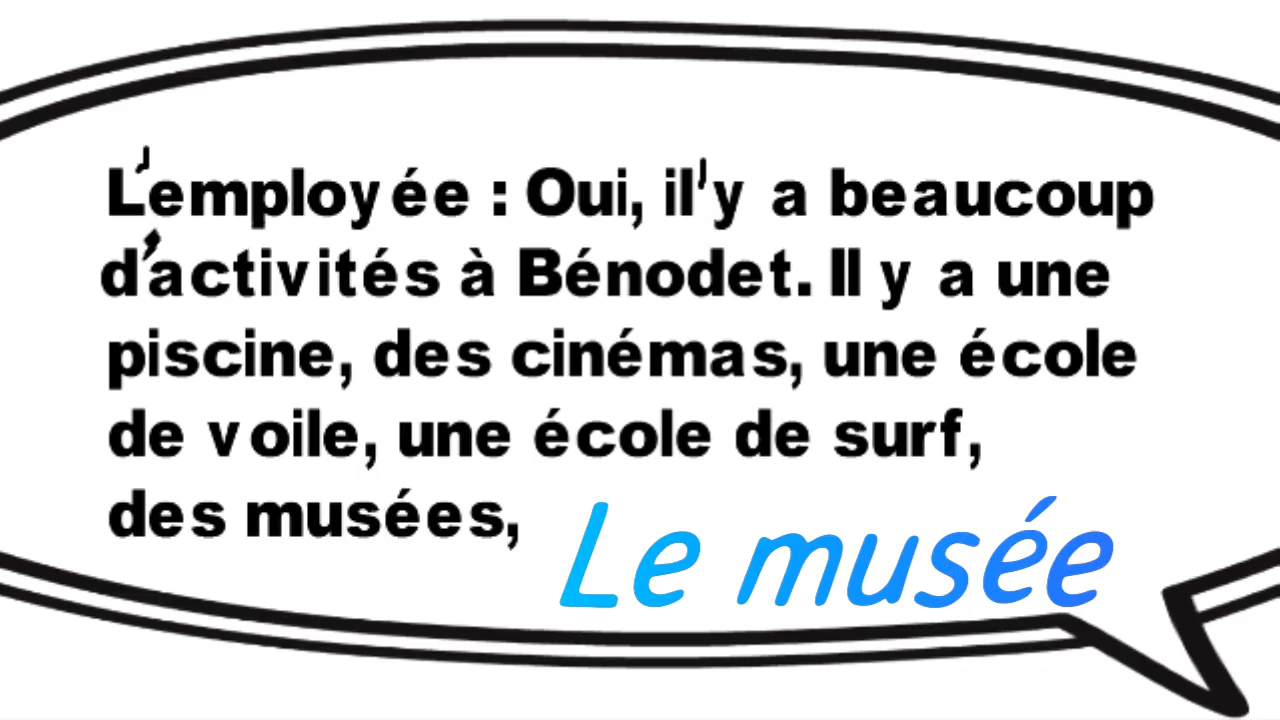 L'employée : Oui, il'y a beaucoup
d'activités à Bénodet. Il y a une
piscine, des cinémas, une école
de voile, une école de surf,
des musées,
Le musée